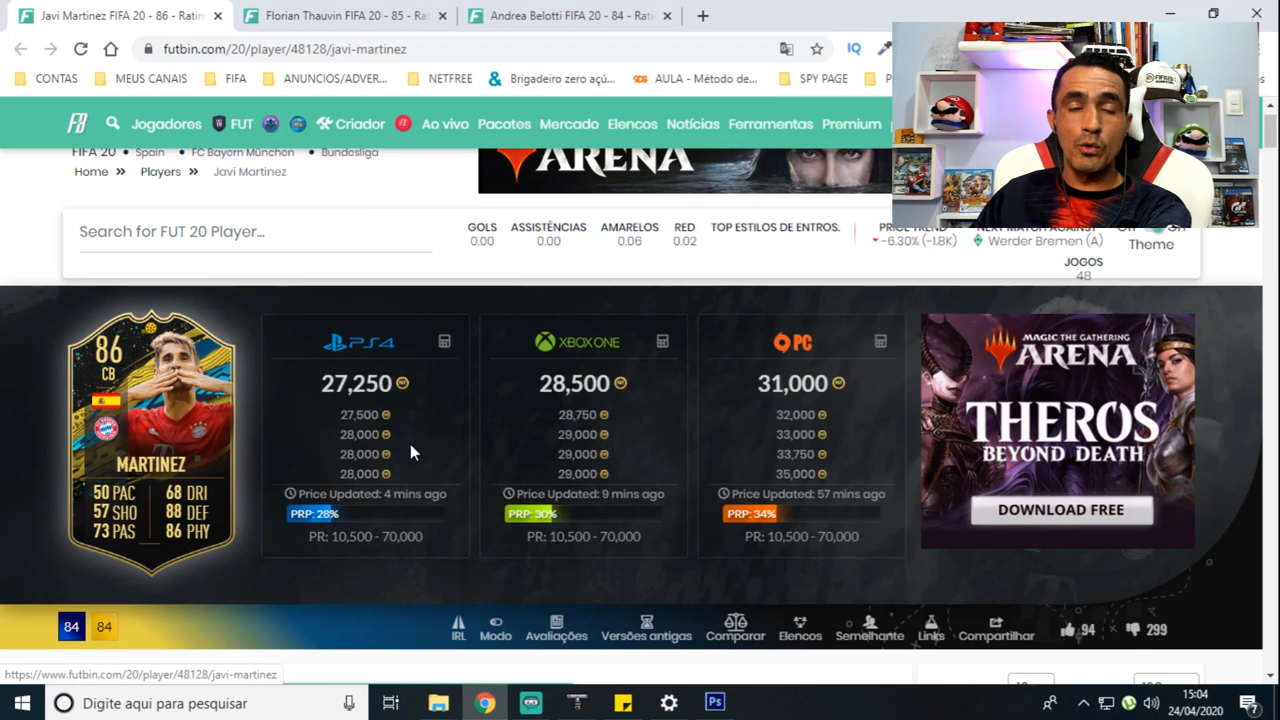 Javi Martinez FIFA 20 - 86 - Ratin
Florian Thauvin FIFA 20 - 85 - Rat
Andrea Belotti FIFA 20 - 84 - Rati
futbin.com/20/player/48128/javi-martinez
IQ
CONTAS
MEUS CANAIS
FIFA
ANUNCIOS/ADVER...
NETFREE
Brigadeiro zero açú...
AULA - Método de...
SPY PAGE
F8
Jogadores
FUT
Criador
Ao vivo
Pacotes
Mercado
Elencos
Notícias
Ferramentas
Premium
FIFA 20 • Spain • FC Bayern München • Bundesliga
Home » Players » Javi Martinez
ARENA
Search for FUT 20 Player...
GOLS
0.00
ASSISTÊNCIAS
0.00
AMARELOS
0.06
RED
0.02
TOP ESTILOS DE ENTROS.
PRICE TREND
-6.30% (-1.8K)
NEXT MATCH AGAINST
Werder Bremen (A)
Theme
JOGOS
48
86
CB
MARTINEZ
50 PAC 68 DRI
57 SHO 88 DEF
73 PAS 86 PHY
PS4
27,250
27,500
28,000
28,000
28,000
Price Updated: 4 mins ago
PRP: 28%
PR: 10,500 - 70,000
XBOX ONE
28,500
28,750
29,000
29,000
29,000
Price Updated: 9 mins ago
PRP: 30%
PR: 10,500 - 70,000
PC
31,000
32,000
33,000
33,750
35,000
Price Updated: 57 mins ago
PRP: 34%
PR: 10,500 - 70,000
MAGIC THE GATHERING
ARENA
THEROS
BEYOND DEATH
DOWNLOAD FREE
84
84
IRL
Modo
Avaliações
Versões antigas
Comparar
Elencos
Semelhante
Links
Compartilhar
94
299
https://www.futbin.com/20/player/48128/javi-martinez
Digite aqui para pesquisar
Ps
15:04
24/04/2020
7